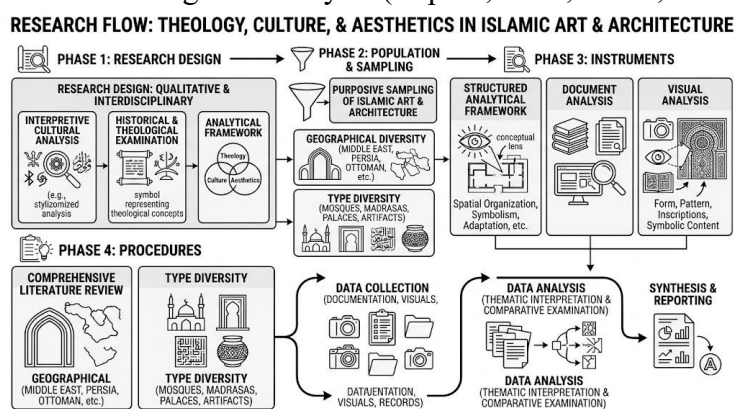 RESEARCH FLOW: THEOLOGY, CULTURE, & AESTHETICS IN ISLAMIC ART & ARCHITECTURE
PHASE 1: RESEARCH DESIGN
PHASE 2: POPULATION
& SAMPLING
PHASE 3: INSTRUMENTS
RESEARCH DESIGN: QUALITATIVE &
INTERDISCIPLINARY
INTERPRETIVE
CULTURAL
ANALYSIS
(e.g.,
stylizomized
analysis)
HISTORICAL &
THEOLOGICAL
EXAMINATION
symbol
representing
theological concepts
ANALYTICAL
FRAMEWORK
Theology
Culture
Aesthetics
PURPOSIVE SAMPLING
OF ISLAMIC ART &
ARCHITECTURE
GEOGRAPHICAL DIVERSITY
(MIDDLE EAST,
PERSIA,
OTTOMAN,
etc.)
TYPE DIVERSITY
(MOSQUES, MADRASAS,
PALACES, ARTIFACTS)
STRUCTURED
ANALYTICAL
FRAMEWORK
conceptual
lens
Spatial Organization,
Symbolism,
Adaptation, etc.
DOCUMENT
ANALYSIS
VISUAL
ANALYSIS
Form, Pattern,
Inscriptions,
Symbolic Content
PHASE 4: PROCEDURES
COMPREHENSIVE
LITERATURE REVIEW
GEOGRAPHICAL
(MIDDLE EAST, PERSIA,
OTTOMAN, etc.)
TYPE DIVERSITY
TYPE DIVERSITY
(MOSQUES, MADRASAS,
PALACES, ARTIFACTS)
DATA COLLECTION
(DOCUMENTATION, VISUALS,
DATUENTATION,
VISUALS, RECORDS)
DATA ANALYSIS
(THEMATIC INTERPRETATION &
COMPARATIVE EXAMINATION)
DATA ANALYSIS
(THEMATIC INTERPRETATION &
COMPARATIVE EXAMINATION)
SYNTHESIS &
REPORTING
A